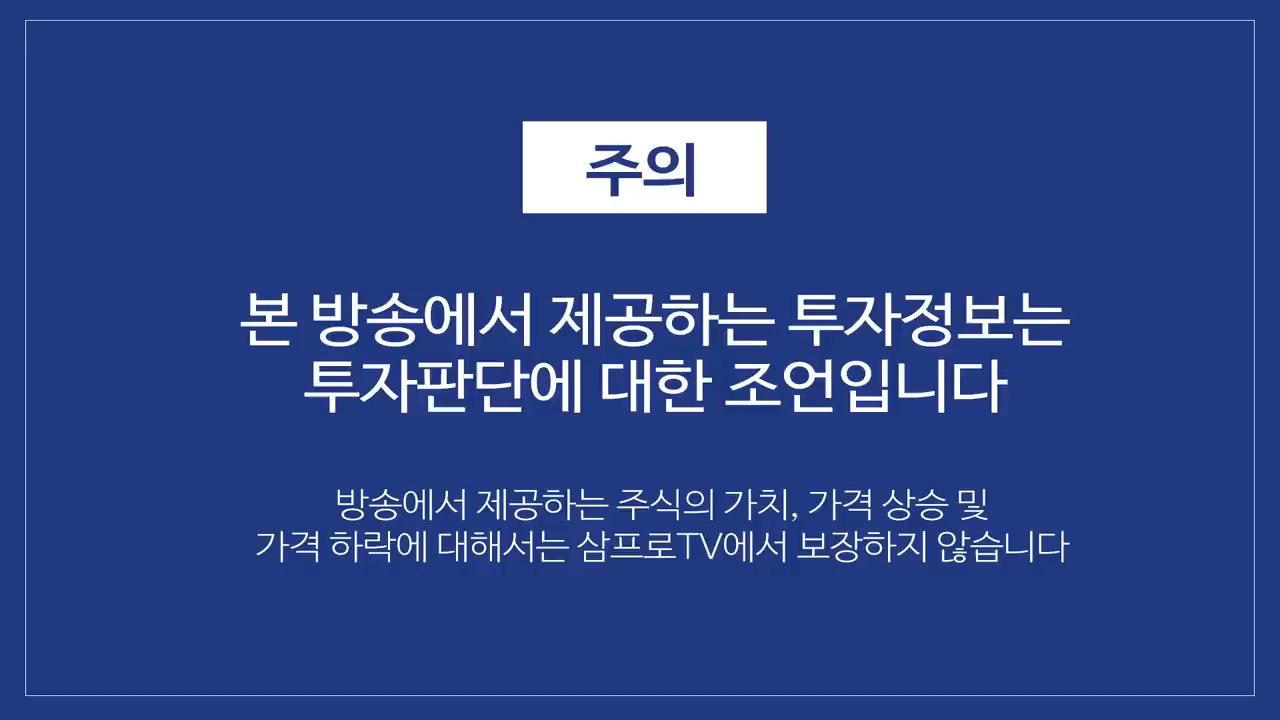 주의
본 방송에서 제공하는 투자정보는
투자판단에 대한 조언입니다
방송에서 제공하는 주식의 가치, 가격 상승 및
가격 하락에 대해서는 삼프로TV에서 보장하지 않습니다